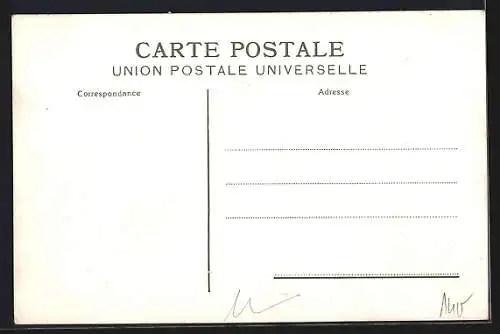 CARTE POSTALE
UNION POSTALE UNIVERSELLE
Correspondance
Adresse